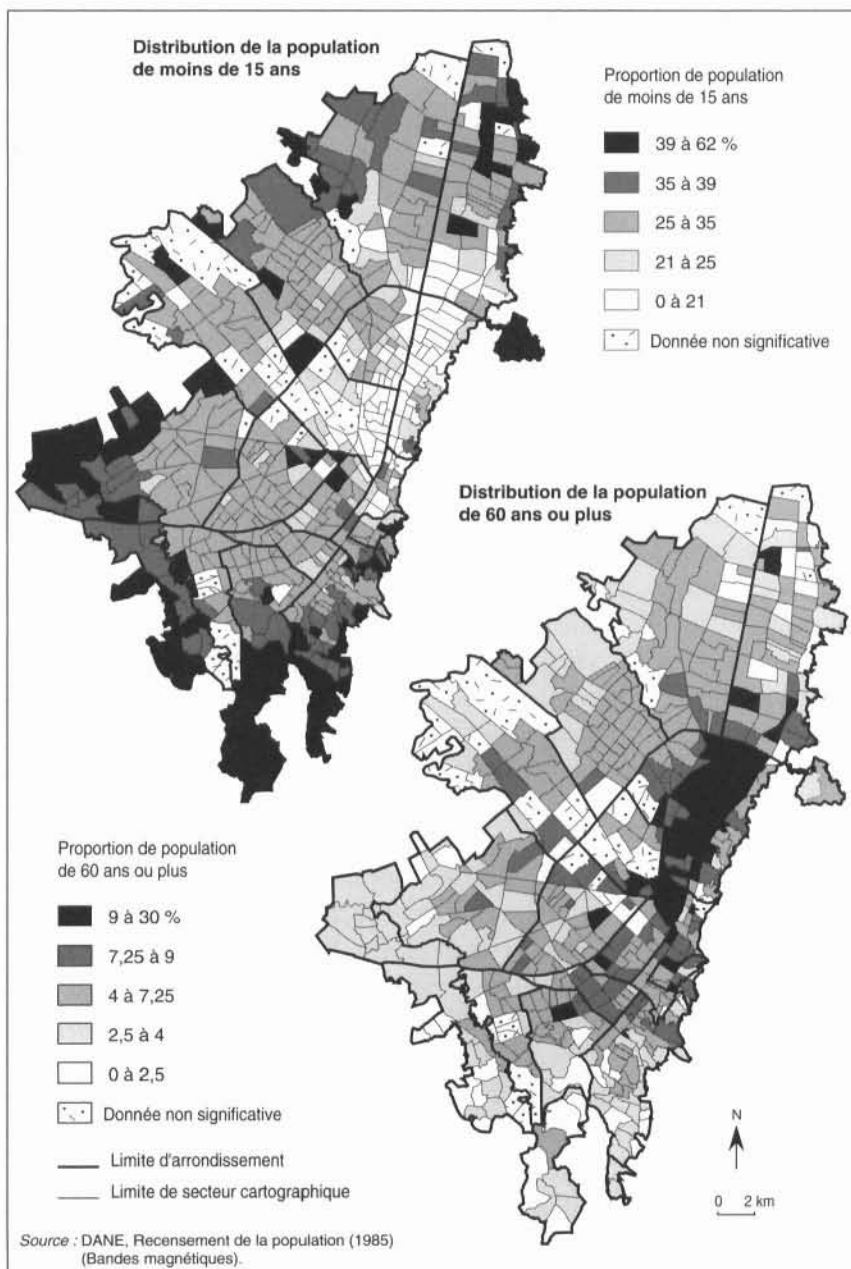 Distribution de la population
de moins de 15 ans
Proportion de population
de moins de 15 ans
39 à 62 %
35 à 39
25 à 35
21 à 25
0 à 21
Donnée non significative
Distribution de la population
de 60 ans ou plus
Proportion de population
de 60 ans ou plus
9 à 30 %
7,25 à 9
4 à 7,25
2,5 à 4
0 à 2,5
Donnée non significative
Limite d'arrondissement
Limite de secteur cartographique
N
0 2 km
Source : DANE, Recensement de la population (1985)
(Bandes magnétiques).